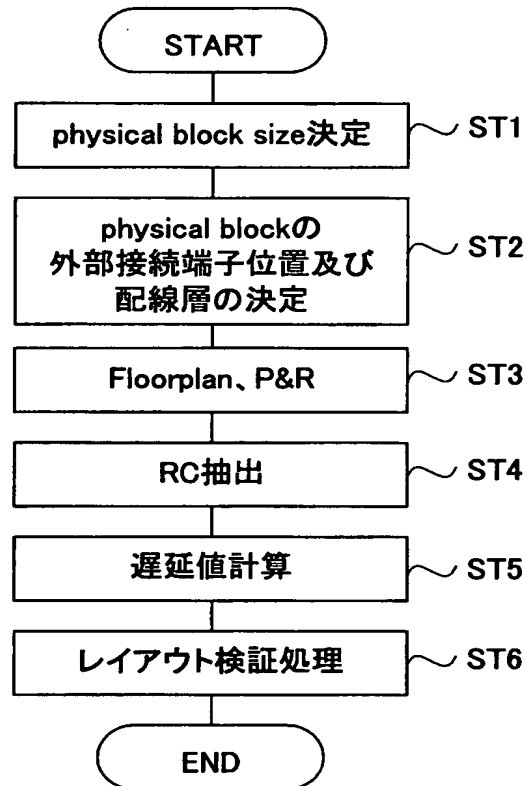 START
physical block size決定
ST1
physical blockの
外部接続端子位置及び
配線層の決定
ST2
Floorplan、P&R
ST3
RC抽出
ST4
遅延値計算
ST5
レイアウト検証処理
ST6
END